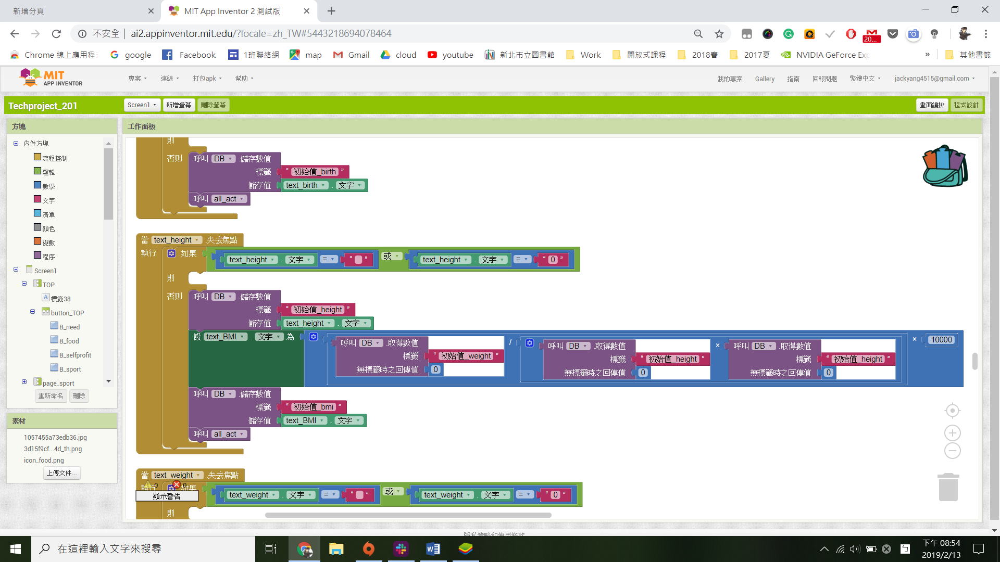 新增分頁
MIT App Inventor 2 測試版
不安全 | ai2.appinventor.mit.edu/?locale=zh_TW#5443218694078464
20...
Chrome 線上應用程
google
Facebook
1班聯絡網
map
Gmail
cloud
youtube
新北市立圖書館
Work
開放式課程
2018春
2017夏
NVIDIA GeForce Exp
»
其他書籤
MIT
APP INVENTOR
專案
連線
打包apk
幫助
我的專案
Gallery
指南
回報問題
繁體中文
jackyang4515@gmail.com
Techproject_201
Screen1
新增螢幕
刪除螢幕
畫面編排
程式設計
方塊
內件方塊
流程控制
邏輯
數學
文字
清單
顏色
變數
程序
Screen1
TOP
標籤38
button_TOP
B_need
B_food
B_selfprofit
B_sport
page_sport
重新命名
刪除
素材
1057455a73edb36.jpg
3d15f9cf...4d_th.png
icon_food.png
上傳文件...
工作面板
則
否則 呼叫 DB .儲存數值
標籤 “ 初始值_birth ”
儲存值 text_birth . 文字
呼叫 all_act
當 text_height .失去焦點
執行 如果 text_height . 文字 = “ ” 或 text_height . 文字 = “ 0 ”
則
否則 呼叫 DB .儲存數值
標籤 “ 初始值_height ”
儲存值 text_height . 文字
設 text_BMI . 文字 為 呼叫 DB .取得數值 / 呼叫 DB .取得數值 × 呼叫 DB .取得數值 × 10000
標籤 “ 初始值_weight ” 標籤 “ 初始值_height ” 標籤 “ 初始值_height ”
無標籤時之回傳值 0 無標籤時之回傳值 0 無標籤時之回傳值 0
呼叫 DB .儲存數值
標籤 “ 初始值_bmi ”
儲存值 text_BMI . 文字
呼叫 all_act
當 text_weight .失去焦點
執行 如果 text_weight . 文字 = “ ” 或 text_weight . 文字 = “ 0 ”
0 0
顯示警告
則
隱私策略和使用條款
在這裡輸入文字來搜尋
下午 08:54
2019/2/13